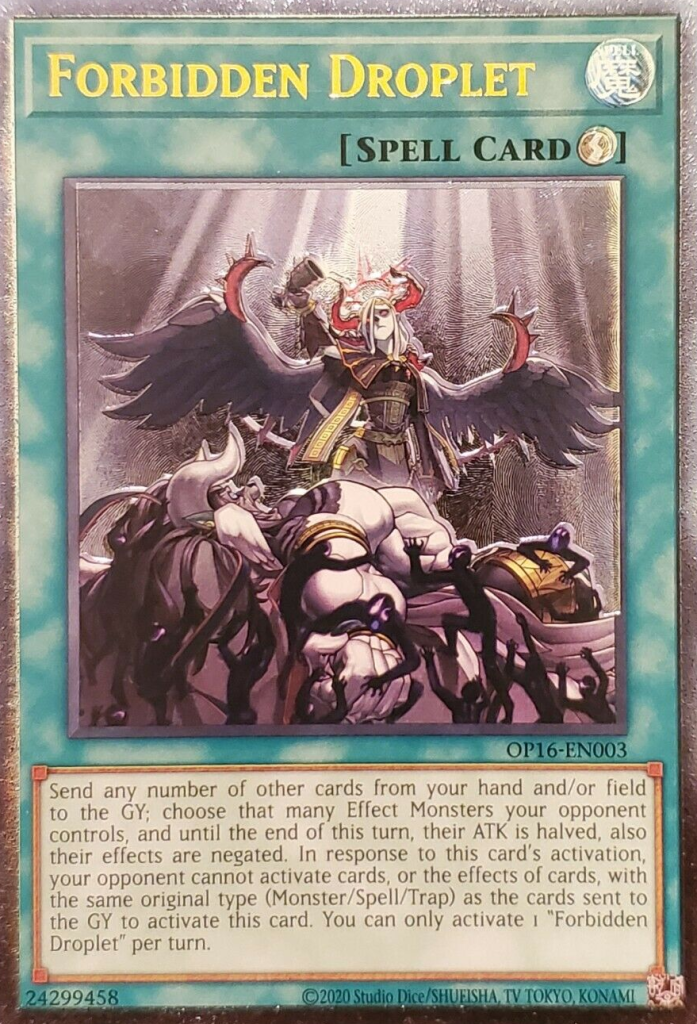 FORBIDDEN DROPLET
SPELL
魔
[SPELL CARD]
OP16-EN003
Send any number of other cards from your hand and/or field
to the GY; choose that many Effect Monsters your opponent
controls, and until the end of this turn, their ATK is halved, also
their effects are negated. In response to this card's activation,
your opponent cannot activate cards, or the effects of cards, with
the same original type (Monster/Spell/Trap) as the cards sent to
the GY to activate this card. You can only activate 1 "Forbidden
Droplet" per turn.
24299458
©2020 Studio Dice/SHUEISHA, TV TOKYO, KONAMI